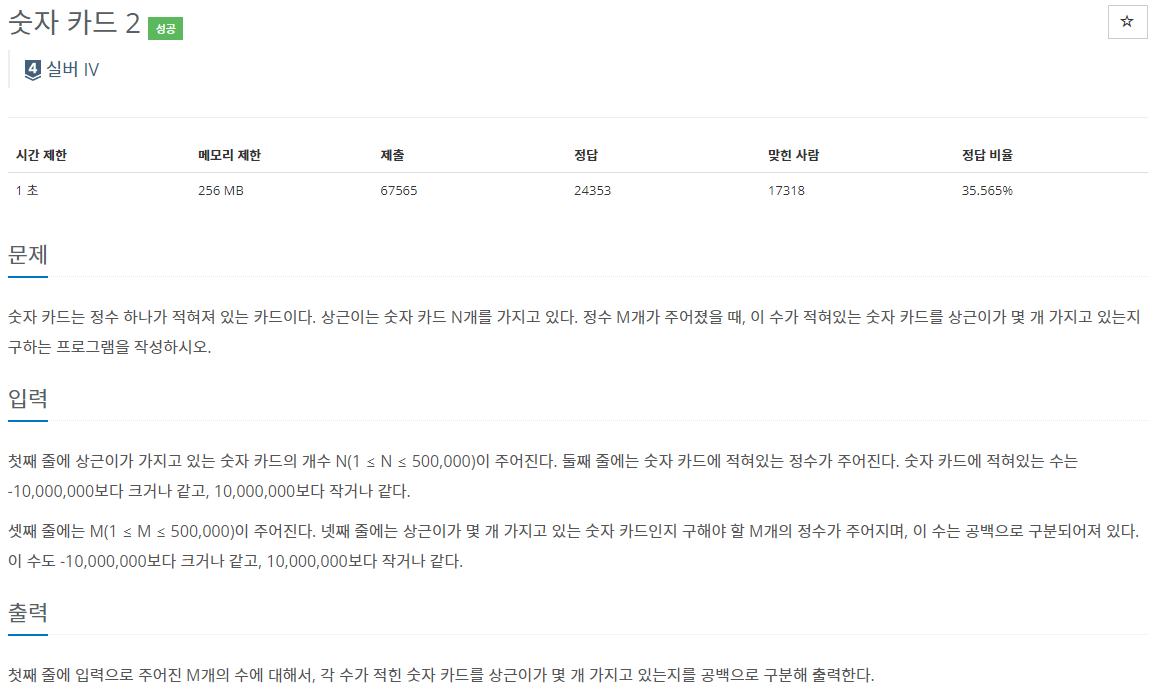 숫자 카드 2 성공
4 실버 IV
시간 제한 메모리 제한 제출 정답 맞힌 사람 정답 비율
1 초 256 MB 67565 24353 17318 35.565%
문제
숫자 카드는 정수 하나가 적혀져 있는 카드이다. 상근이는 숫자 카드 N개를 가지고 있다. 정수 M개가 주어졌을 때, 이 수가 적혀있는 숫자 카드를 상근이가 몇 개 가지고 있는지
구하는 프로그램을 작성하시오.
입력
첫째 줄에 상근이가 가지고 있는 숫자 카드의 개수 N(1 ≤ N ≤ 500,000)이 주어진다. 둘째 줄에는 숫자 카드에 적혀있는 정수가 주어진다. 숫자 카드에 적혀있는 수는
-10,000,000보다 크거나 같고, 10,000,000보다 작거나 같다.
셋째 줄에는 M(1 ≤ M ≤ 500,000)이 주어진다. 넷째 줄에는 상근이가 몇 개 가지고 있는 숫자 카드인지 구해야 할 M개의 정수가 주어지며, 이 수는 공백으로 구분되어져 있다.
이 수도 -10,000,000보다 크거나 같고, 10,000,000보다 작거나 같다.
출력
첫째 줄에 입력으로 주어진 M개의 수에 대해서, 각 수가 적힌 숫자 카드를 상근이가 몇 개 가지고 있는지를 공백으로 구분해 출력한다.